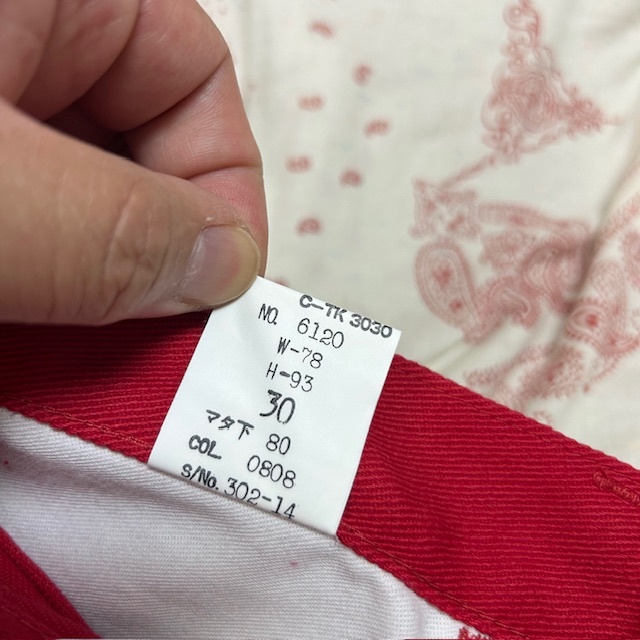 C-TK 3030
NO. 6120
W-78
H-93
30
マタ下 80
COL 0808
S/No. 302-14